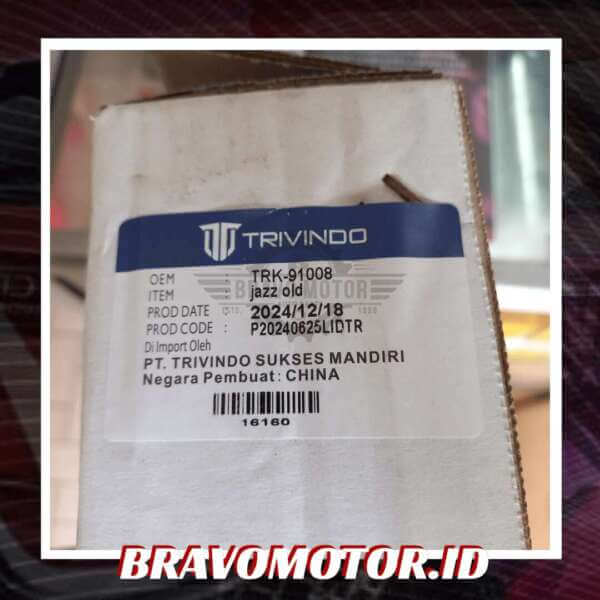 TRIVINDO
OEM : TRK-91008
ITEM : jazz old
PROD DATE : 2024/12/18
PROD CODE : P20240625LIDTR
Di Import Oleh
PT. TRIVINDO SUKSES MANDIRI
Negara Pembuat: CHINA
16160
BRAVOMOTOR.ID